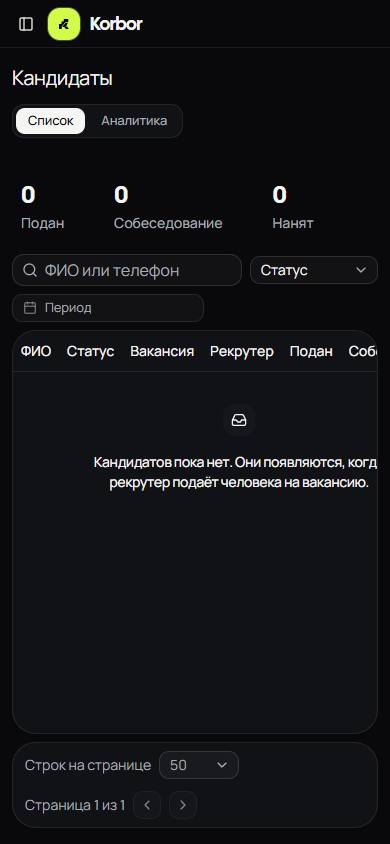 Korbor
Кандидаты
Список Аналитика
0 0 0
Подан Собеседование Нанят
ФИО или телефон Статус
Период
ФИО Статус Вакансия Рекрутер Подан Собе
Кандидатов пока нет. Они появляются, когд
рекрутер подаёт человека на вакансию.
Строк на странице 50
Страница 1 из 1